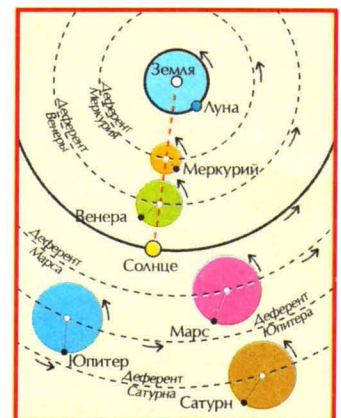 Земля
Луна
Деферент
Меркурия
Деферент
Венеры
Меркурий
Венера
Солнце
Деферент
Марса
Марс
Деферент
Юпитера
Юпитер
Деферент
Сатурна
Сатурн